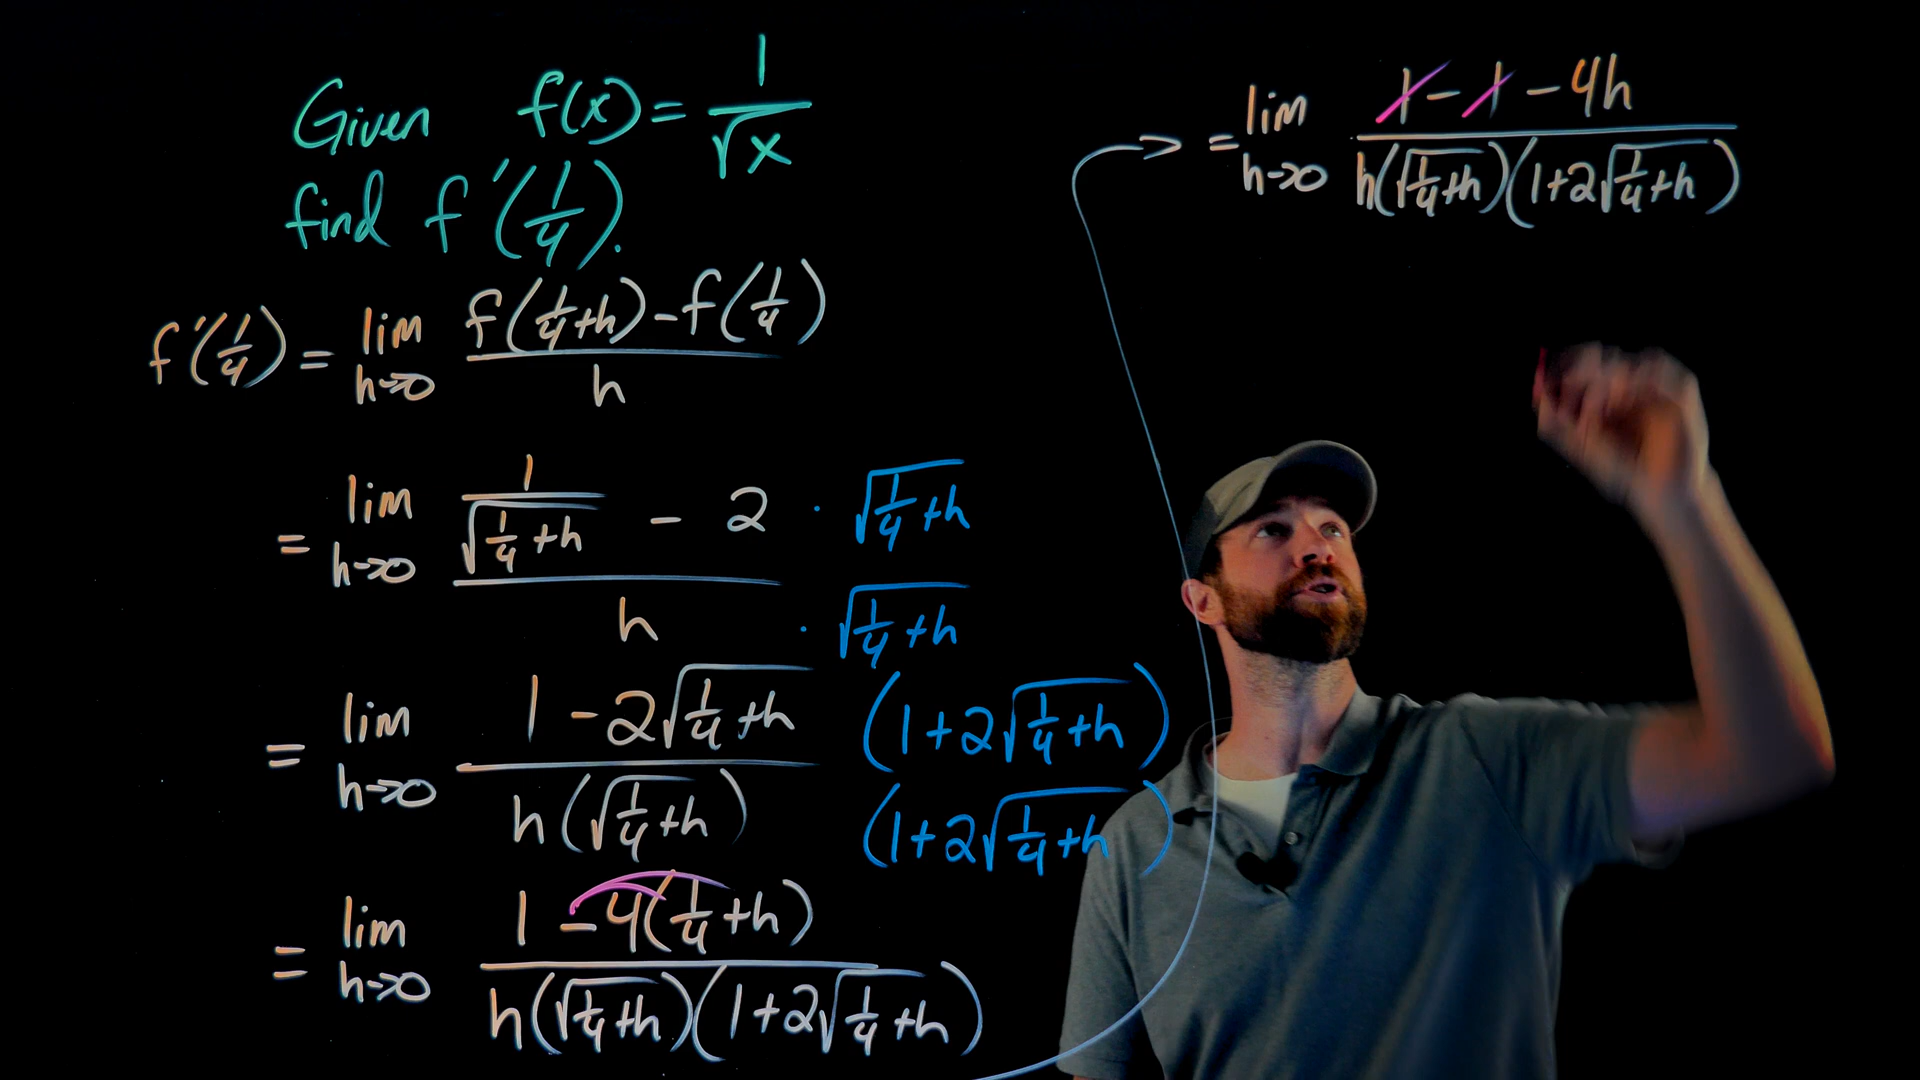 Given f(x) = 1/√x
find f'(1/4).
f'(1/4) = lim h→0 (f(1/4+h) - f(1/4))/h
= lim h→0 (1/√(1/4+h) - 2)/h · √(1/4+h) / · √(1/4+h)
= lim h→0 (1 - 2√(1/4+h))/(h(√(1/4+h))) (1+2√(1/4+h)) / (1+2√(1/4+h))
= lim h→0 (1 - 4(1/4+h))/(h(√(1/4+h))(1+2√(1/4+h)))
→ = lim h→0 (1 - 1 - 4h)/(h(√(1/4+h))(1+2√(1/4+h)))